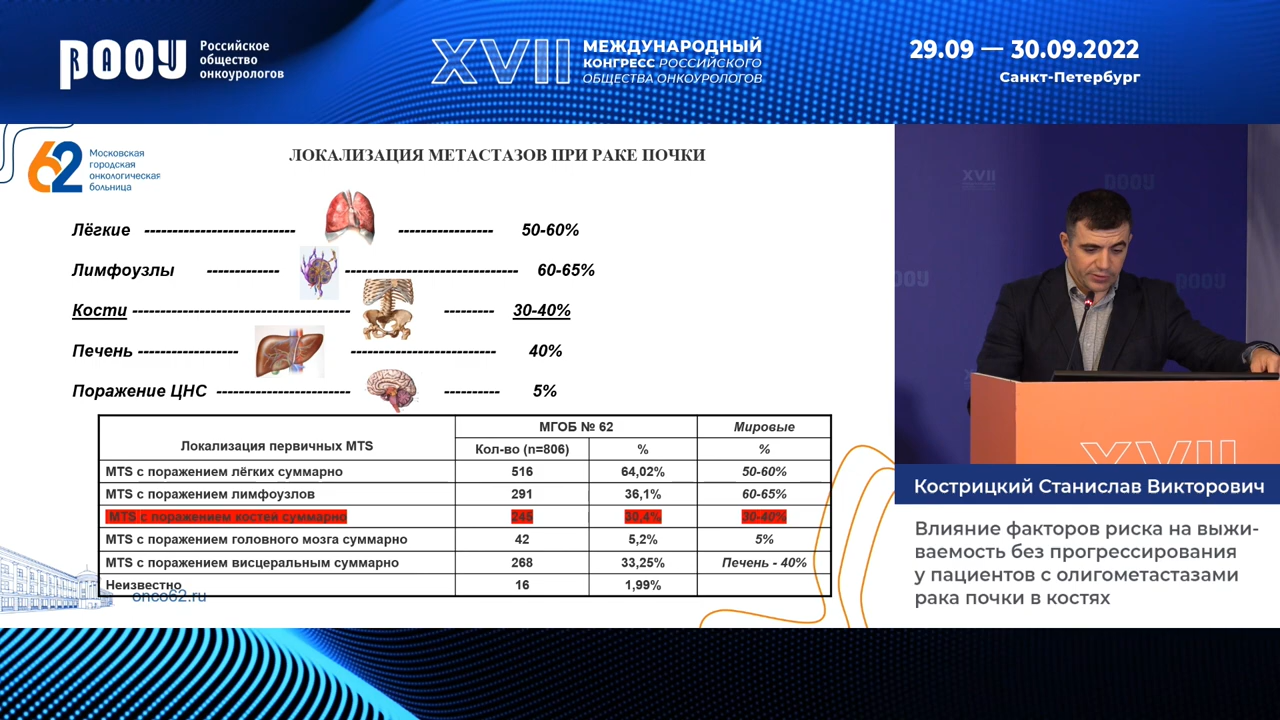 РАОУ
Российское
общество
онкоурологов
XVII
МЕЖДУНАРОДНЫЙ
КОНГРЕСС РОССИЙСКОГО
ОБЩЕСТВА ОНКОУРОЛОГОВ
29.09 — 30.09.2022
Санкт-Петербург
62
Московская
городская
онкологическая
больница
ЛОКАЛИЗАЦИЯ МЕТАСТАЗОВ ПРИ РАКЕ ПОЧКИ
Лёгкие --------------------------- ----------------- 50-60%
Лимфоузлы ------------- ------------------------------- 60-65%
Кости --------------------------------------- --------- 30-40%
Печень ------------------ -------------------------- 40%
Поражение ЦНС ------------------------ ---------- 5%
Локализация первичных MTS МГОБ № 62 Мировые
Кол-во (n=806) % %
MTS с поражением лёгких суммарно 516 64,02% 50-60%
MTS с поражением лимфоузлов 291 36,1% 60-65%
MTS с поражением костей суммарно 245 30,4% 30-40%
MTS с поражением головного мозга суммарно 42 5,2% 5%
MTS с поражением висцеральным суммарно 268 33,25% Печень - 40%
Неизвестно 16 1,99%
onco62.ru
XVII
РООУ
РООУ
XVII
Кострицкий Станислав Викторович
Влияние факторов риска на выжи-
ваемость без прогрессирования
у пациентов с олигометастазами
рака почки в костях